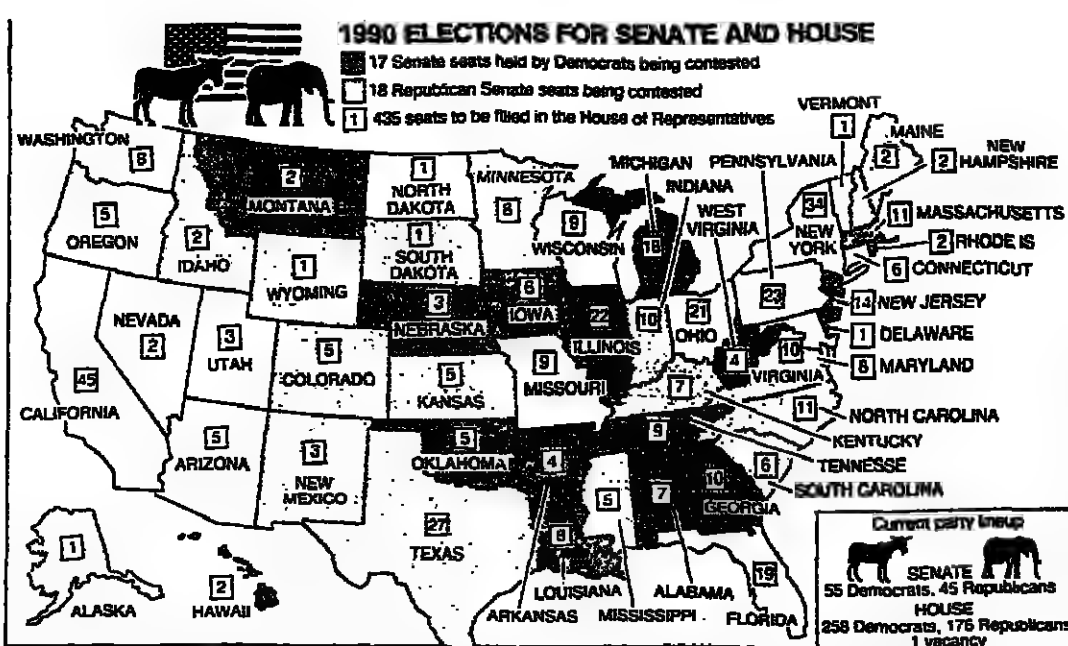 1990 ELECTIONS FOR SENATE AND HOUSE
17 Senate seats held by Democrats being contested
18 Republican Senate seats being contested
1 435 seats to be filled in the House of Representatives
WASHINGTON
8
OREGON
5
IDAHO
2
MONTANA
2
WYOMING
1
NORTH DAKOTA
1
SOUTH DAKOTA
1
MINNESOTA
8
WISCONSIN
9
MICHIGAN
18
INDIANA
10
PENNSYLVANIA
23
WEST VIRGINIA
4
VERMONT
1
MAINE
2
NEW HAMPSHIRE
2
NEW YORK
34
MASSACHUSETTS
11
RHODE IS
2
CONNECTICUT
6
NEW JERSEY
14
DELAWARE
1
MARYLAND
8
VIRGINIA
10
NORTH CAROLINA
11
KENTUCKY
7
TENNESSE
9
SOUTH CAROLINA
6
GEORGIA
10
ALABAMA
7
FLORIDA
19
MISSISSIPPI
5
LOUISIANA
8
ARKANSAS
4
OKLAHOMA
5
TEXAS
27
NEW MEXICO
3
ARIZONA
5
CALIFORNIA
45
NEVADA
2
UTAH
3
COLORADO
5
KANSAS
5
NEBRASKA
3
IOWA
6
MISSOURI
9
ILLINOIS
22
OHIO
21
ALASKA
1
HAWAII
2
Current party lineup
SENATE
55 Democrats, 45 Republicans
HOUSE
258 Democrats, 176 Republicans
1 vacancy